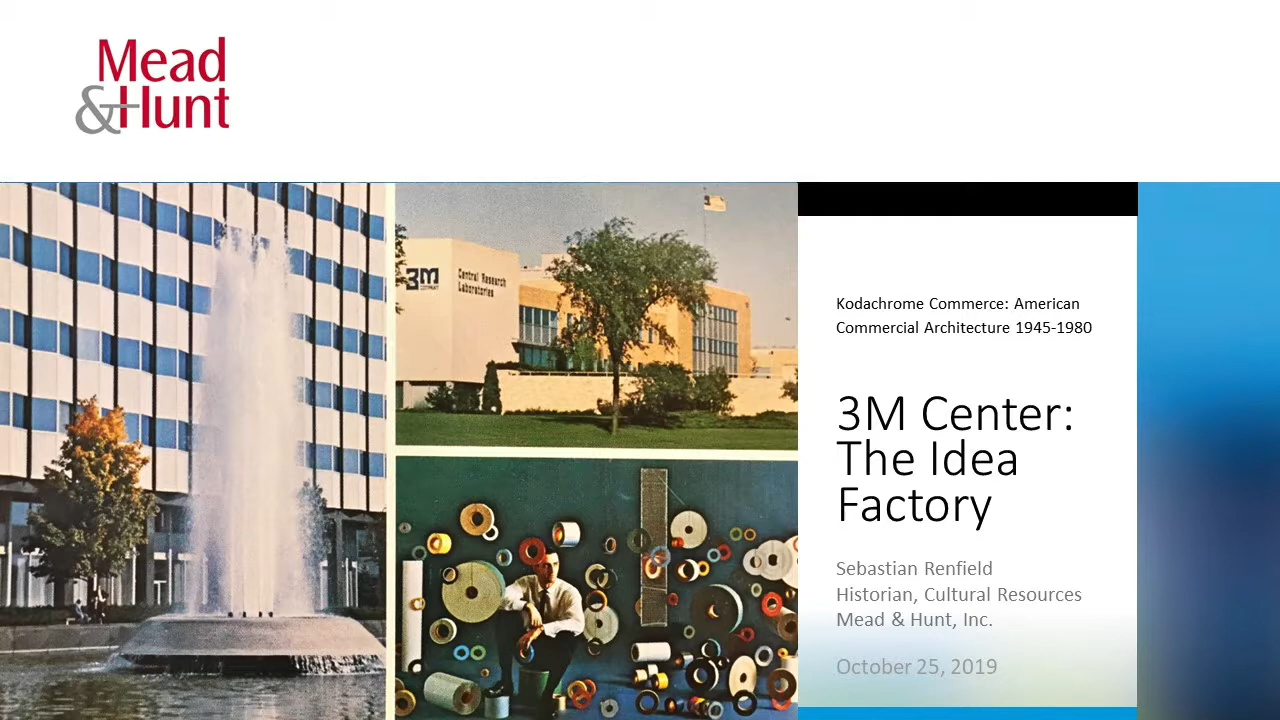 Mead
&Hunt
3M
Central Research
Laboratories
Kodachrome Commerce: American
Commercial Architecture 1945-1980
3M Center:
The Idea
Factory
Sebastian Renfield
Historian, Cultural Resources
Mead & Hunt, Inc.
October 25, 2019